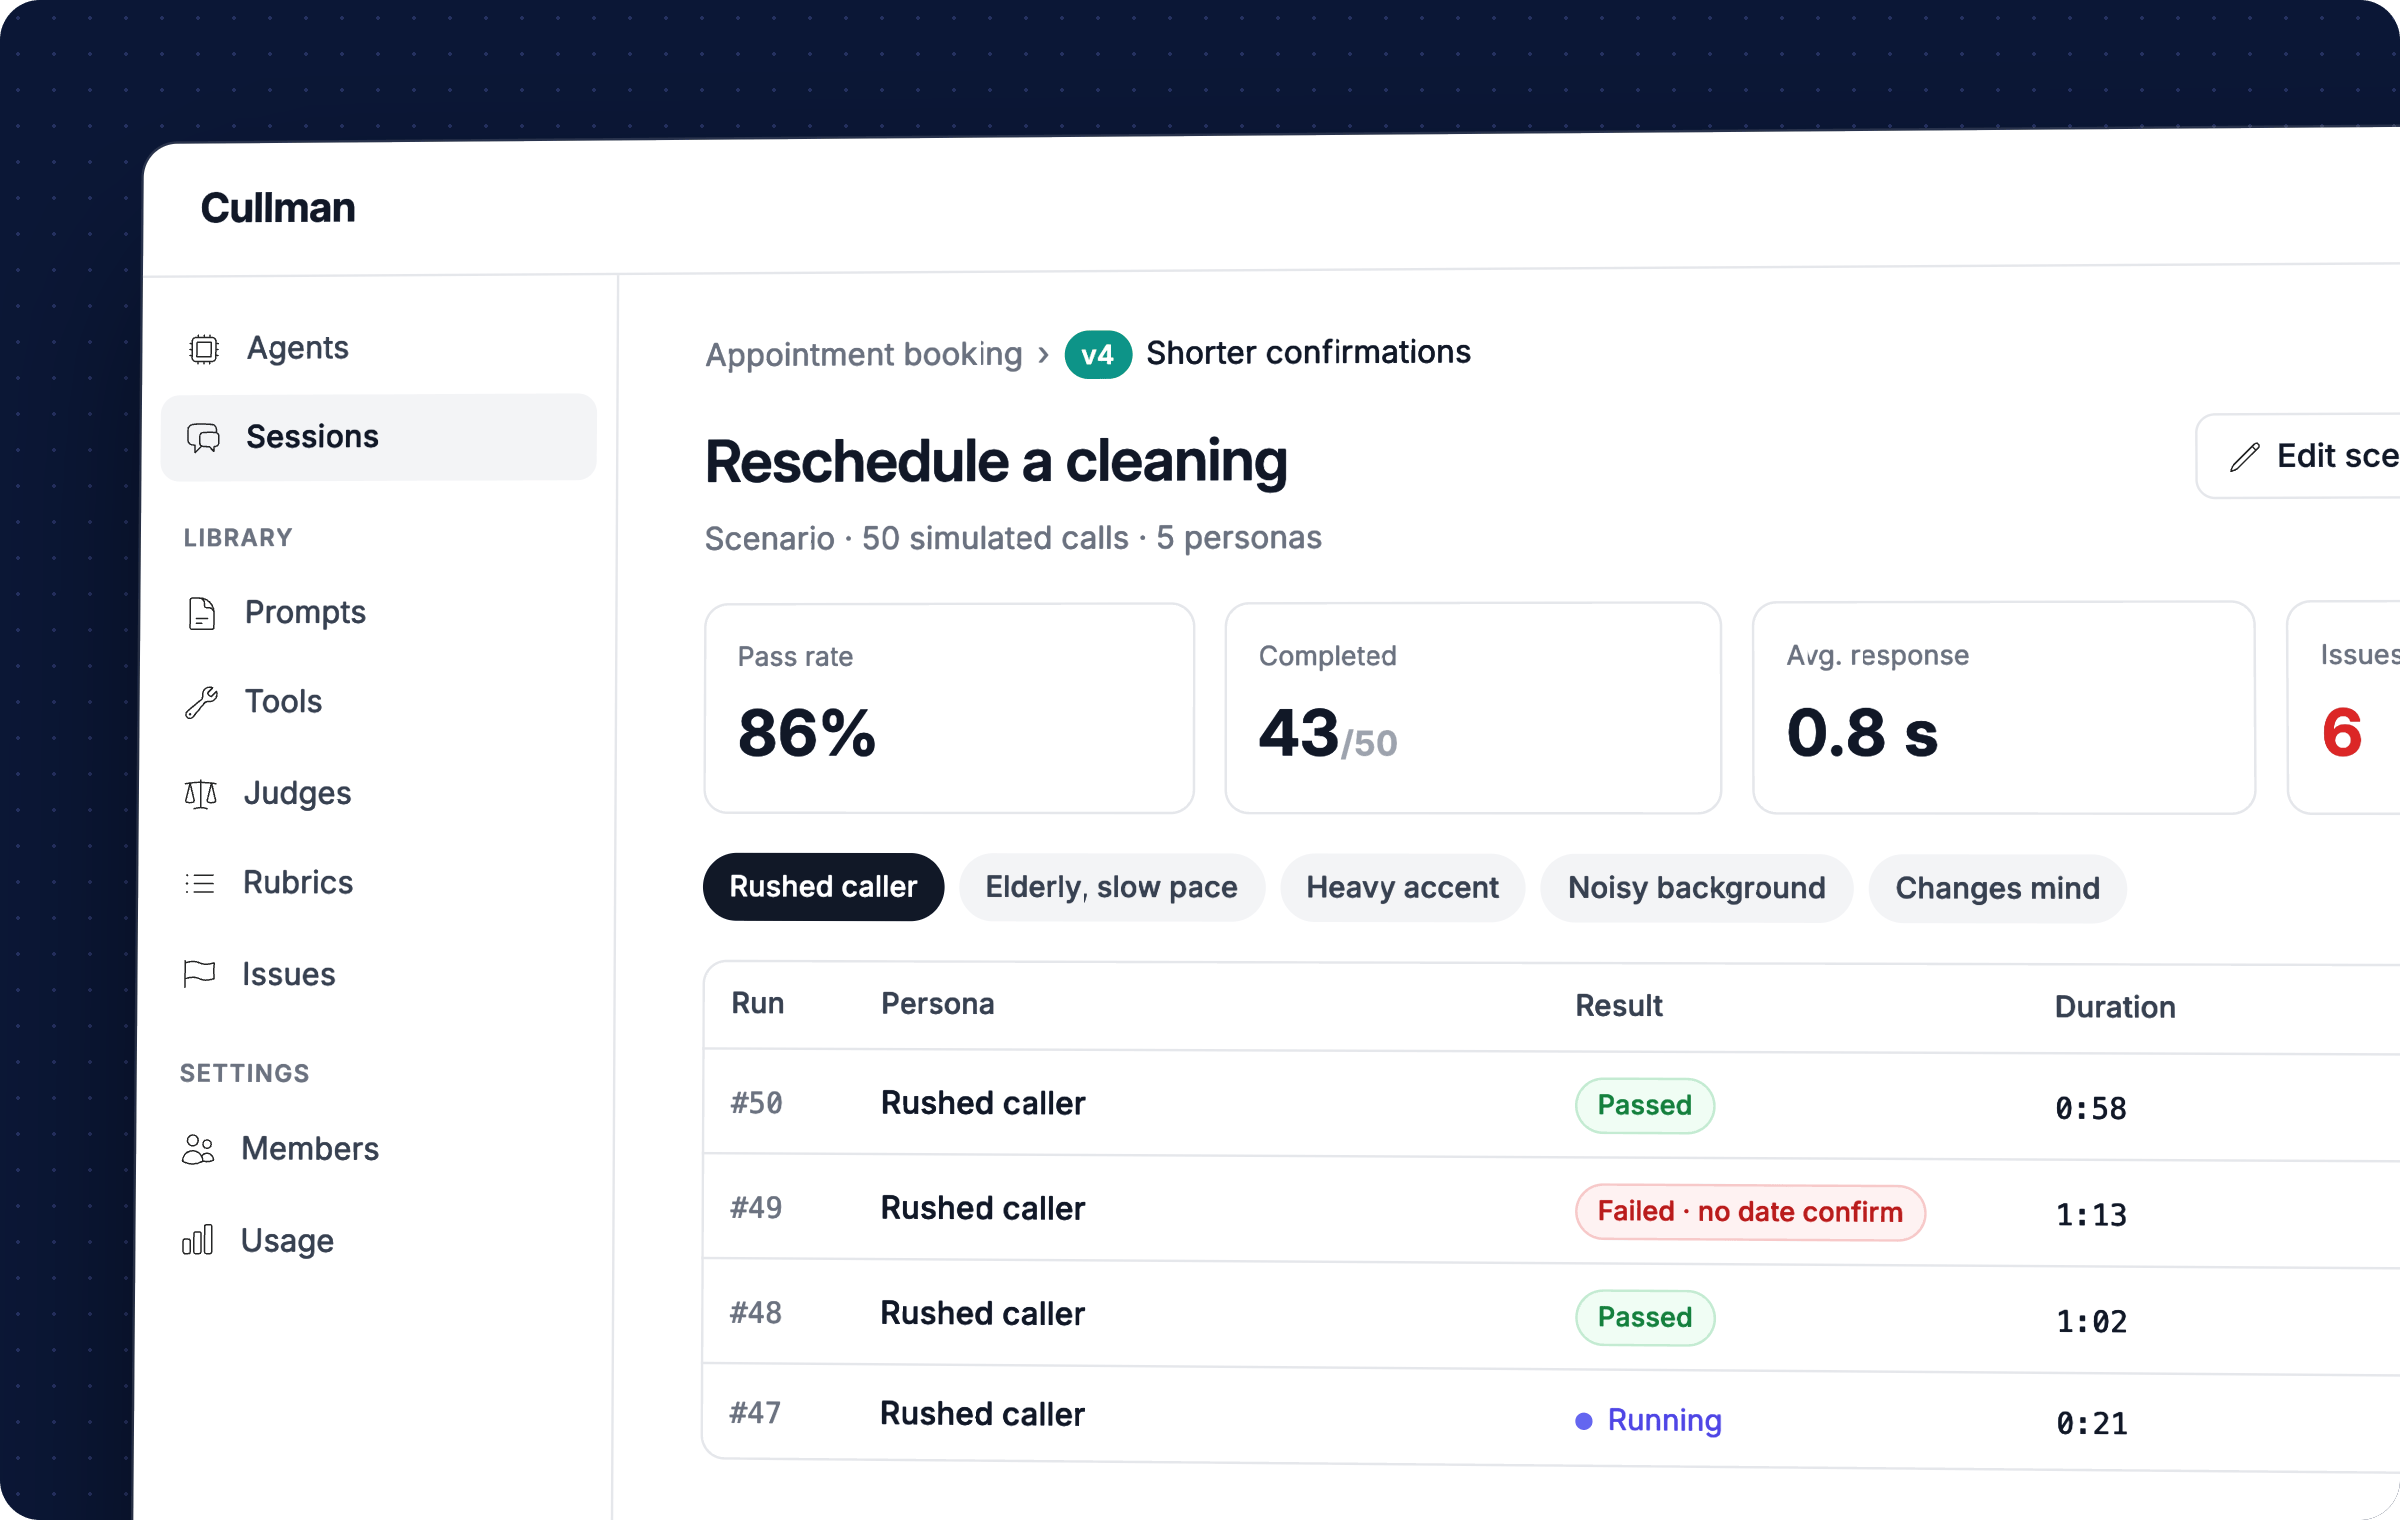 Cullman
Agents
Sessions
LIBRARY
Prompts
Tools
Judges
Rubrics
Issues
SETTINGS
Members
Usage
Appointment booking › v4 Shorter confirmations
Reschedule a cleaning
Edit sce
Scenario · 50 simulated calls · 5 personas
Pass rate
86%
Completed
43/50
Avg. response
0.8 s
Issues
6
Rushed caller Elderly, slow pace Heavy accent Noisy background Changes mind
Run Persona Result Duration
#50 Rushed caller Passed 0:58
#49 Rushed caller Failed · no date confirm 1:13
#48 Rushed caller Passed 1:02
#47 Rushed caller Running 0:21